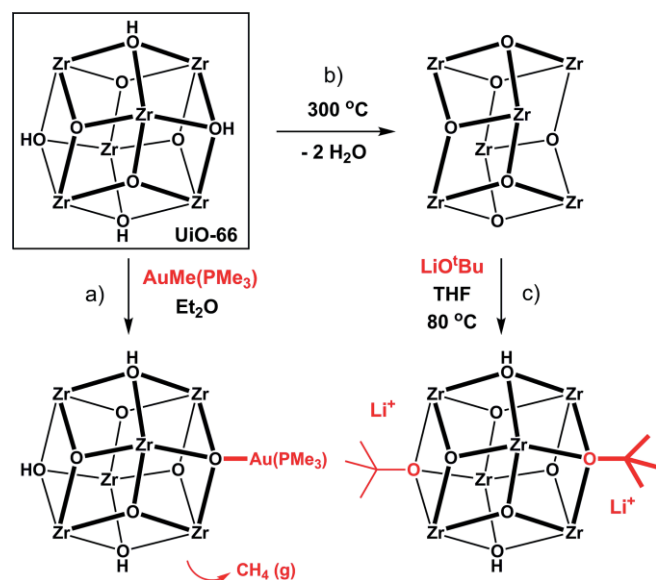 H
O
Zr Zr
O
O Zr OH
HO Zr O
O
Zr Zr
O
H
UiO-66
b)
300 °C
- 2 H₂O
O
Zr Zr
Zr
O O
Zr
O
Zr Zr
O
a)
AuMe(PMe₃)
Et₂O
LiOᵗBu
THF
80 °C
c)
H
O
Zr Zr
O
O Zr O Au(PMe₃)
HO Zr O
O
Zr Zr
O
H
CH₄ (g)
H
O
Li⁺ Zr Zr
O
O Zr O
O Zr O
O
Li⁺
Zr Zr
O
H